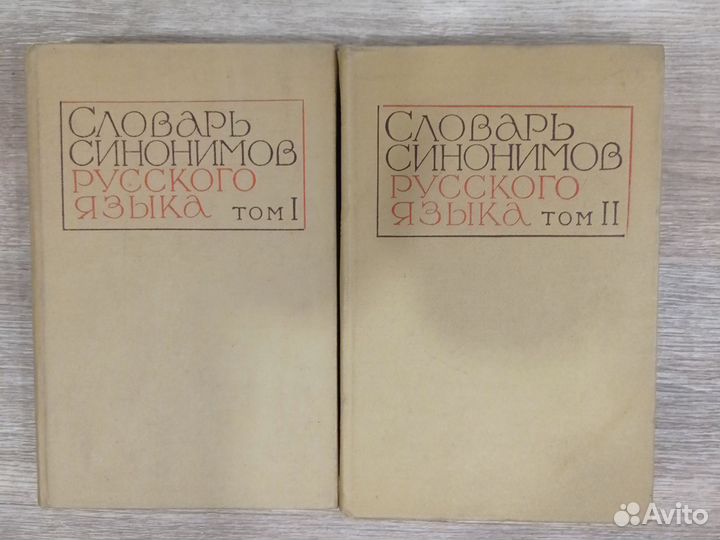 Словарь
синонимов
русского
языка том I
Словарь
синонимов
русского
языка том II
Avito